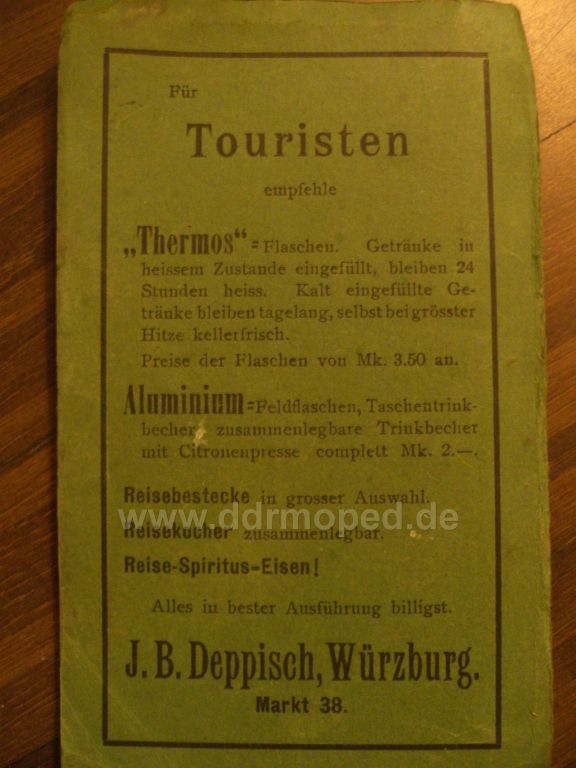 Für
Touristen
empfehle
„Thermos“=Flaschen. Getränke in
heissem Zustande eingefüllt, bleiben 24
Stunden heiss. Kalt eingefüllte Ge-
tränke bleiben tagelang, selbst bei grösster
Hitze kellerfrisch.
Preise der Flaschen von Mk. 3.50 an.
Aluminium=Feldflaschen, Taschentrink-
becher, zusammenlegbare Trinkbecher
mit Citronenpresse complett Mk. 2.—.
Reisebestecke in grosser Auswahl.
www.ddrmoped.de
Reisekocher zusammenlegbar.
Reise-Spiritus-Eisen!
Alles in bester Ausführung billigst.
J. B. Deppisch, Würzburg.
Markt 38.